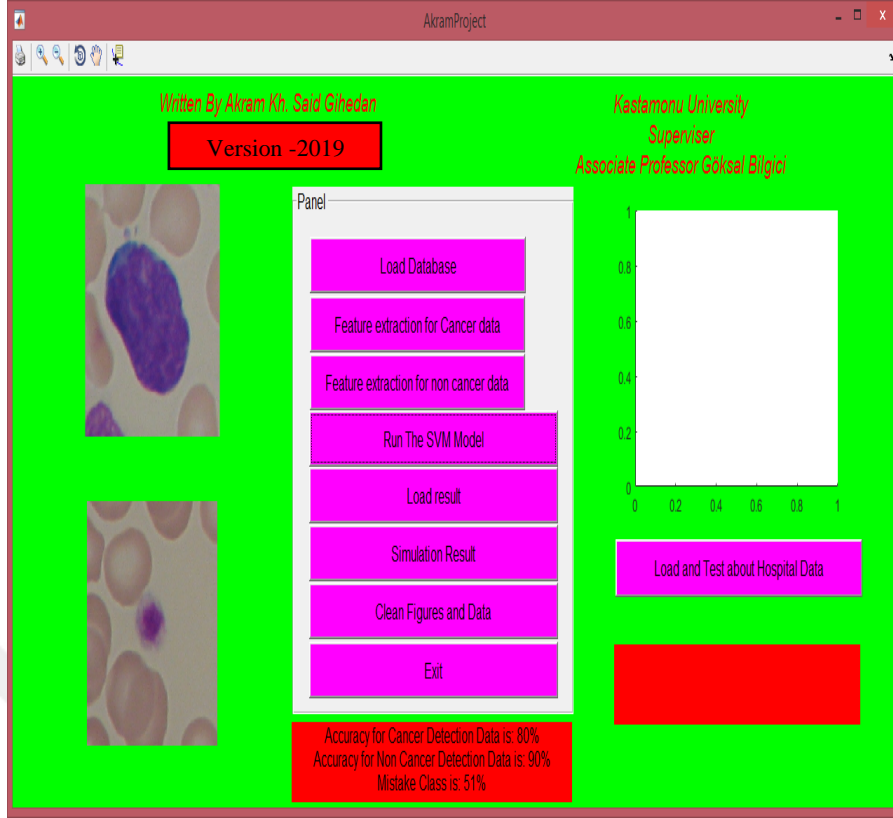 AkramProject
Written By Akram Kh. Said Gihedan
Version -2019
Kastamonu University
Superviser
Associate Professor Göksal Bilgici
Panel
Load Database
Feature extraction for Cancer data
Feature extraction for non cancer data
Run The SVM Model
Load result
Simulation Result
Clean Figures and Data
Exit
Accuracy for Cancer Detection Data is: 80%
Accuracy for Non Cancer Detection Data is: 90%
Mistake Class is: 51%
1
0.8
0.6
0.4
0.2
0
0 0.2 0.4 0.6 0.8 1
Load and Test about Hospital Data